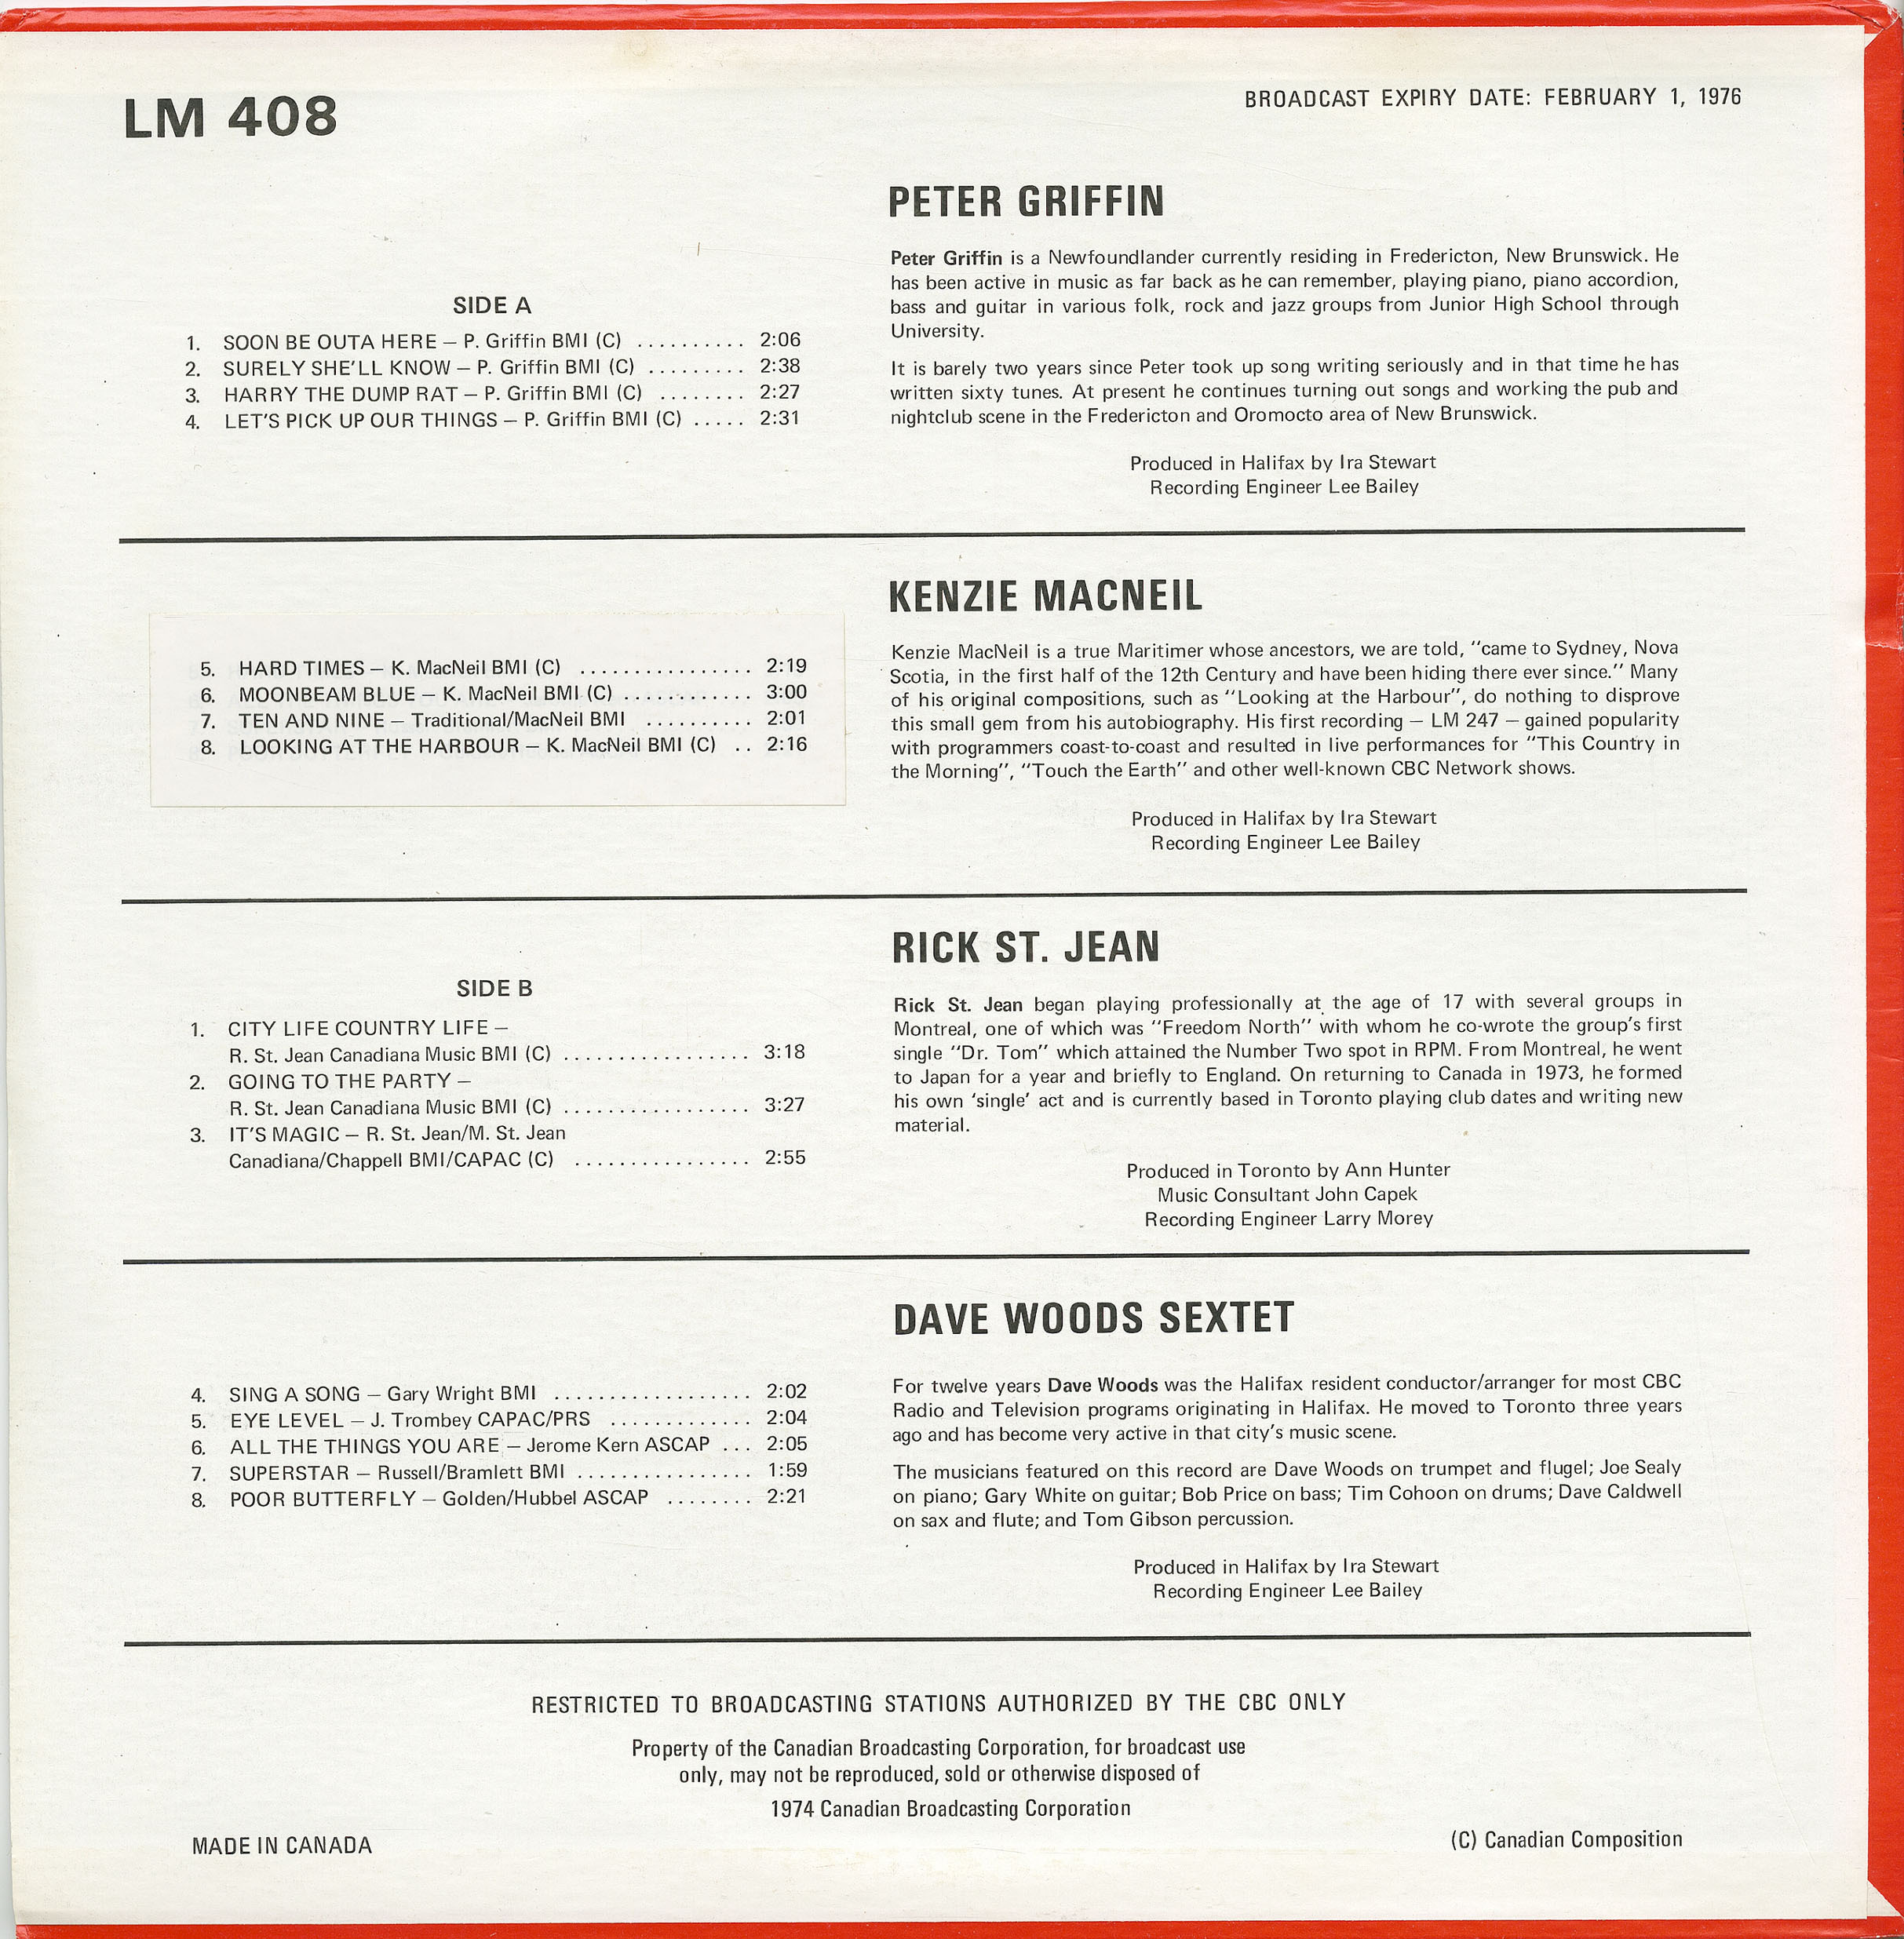 LM 408
BROADCAST EXPIRY DATE: FEBRUARY 1, 1976
PETER GRIFFIN
Peter Griffin is a Newfoundlander currently residing in Fredericton, New Brunswick. He
has been active in music as far back as he can remember, playing piano, piano accordion,
bass and guitar in various folk, rock and jazz groups from Junior High School through
University.
It is barely two years since Peter took up song writing seriously and in that time he has
written sixty tunes. At present he continues turning out songs and working the pub and
nightclub scene in the Fredericton and Oromocto area of New Brunswick.
Produced in Halifax by Ira Stewart
Recording Engineer Lee Bailey
SIDE A
1. SOON BE OUTA HERE – P. Griffin BMI (C) .......... 2:06
2. SURELY SHE'LL KNOW – P. Griffin BMI (C) ......... 2:38
3. HARRY THE DUMP RAT – P. Griffin BMI (C) ........ 2:27
4. LET'S PICK UP OUR THINGS – P. Griffin BMI (C) ..... 2:31
KENZIE MACNEIL
Kenzie MacNeil is a true Maritimer whose ancestors, we are told, "came to Sydney, Nova
Scotia, in the first half of the 12th Century and have been hiding there ever since." Many
of his original compositions, such as "Looking at the Harbour", do nothing to disprove
this small gem from his autobiography. His first recording – LM 247 – gained popularity
with programmers coast-to-coast and resulted in live performances for "This Country in
the Morning", "Touch the Earth" and other well-known CBC Network shows.
Produced in Halifax by Ira Stewart
Recording Engineer Lee Bailey
5. HARD TIMES – K. MacNeil BMI (C) ................ 2:19
6. MOONBEAM BLUE – K. MacNeil BMI (C) ............ 3:00
7. TEN AND NINE – Traditional/MacNeil BMI .......... 2:01
8. LOOKING AT THE HARBOUR – K. MacNeil BMI (C) .. 2:16
RICK ST. JEAN
Rick St. Jean began playing professionally at the age of 17 with several groups in
Montreal, one of which was "Freedom North" with whom he co-wrote the group's first
single "Dr. Tom" which attained the Number Two spot in RPM. From Montreal, he went
to Japan for a year and briefly to England. On returning to Canada in 1973, he formed
his own 'single' act and is currently based in Toronto playing club dates and writing new
material.
Produced in Toronto by Ann Hunter
Music Consultant John Capek
Recording Engineer Larry Morey
SIDE B
1. CITY LIFE COUNTRY LIFE –
R. St. Jean Canadiana Music BMI (C) ................. 3:18
2. GOING TO THE PARTY –
R. St. Jean Canadiana Music BMI (C) ................. 3:27
3. IT'S MAGIC – R. St. Jean/M. St. Jean
Canadiana/Chappell BMI/CAPAC (C) ................ 2:55
DAVE WOODS SEXTET
For twelve years Dave Woods was the Halifax resident conductor/arranger for most CBC
Radio and Television programs originating in Halifax. He moved to Toronto three years
ago and has become very active in that city's music scene.
The musicians featured on this record are Dave Woods on trumpet and flugel; Joe Sealy
on piano; Gary White on guitar; Bob Price on bass; Tim Cohoon on drums; Dave Caldwell
on sax and flute; and Tom Gibson percussion.
Produced in Halifax by Ira Stewart
Recording Engineer Lee Bailey
4. SING A SONG – Gary Wright BMI .................. 2:02
5. EYE LEVEL – J. Trombey CAPAC/PRS ............. 2:04
6. ALL THE THINGS YOU ARE – Jerome Kern ASCAP ... 2:05
7. SUPERSTAR – Russell/Bramlett BMI ................ 1:59
8. POOR BUTTERFLY – Golden/Hubbel ASCAP ........ 2:21
RESTRICTED TO BROADCASTING STATIONS AUTHORIZED BY THE CBC ONLY
Property of the Canadian Broadcasting Corporation, for broadcast use
only, may not be reproduced, sold or otherwise disposed of
1974 Canadian Broadcasting Corporation
MADE IN CANADA
(C) Canadian Composition